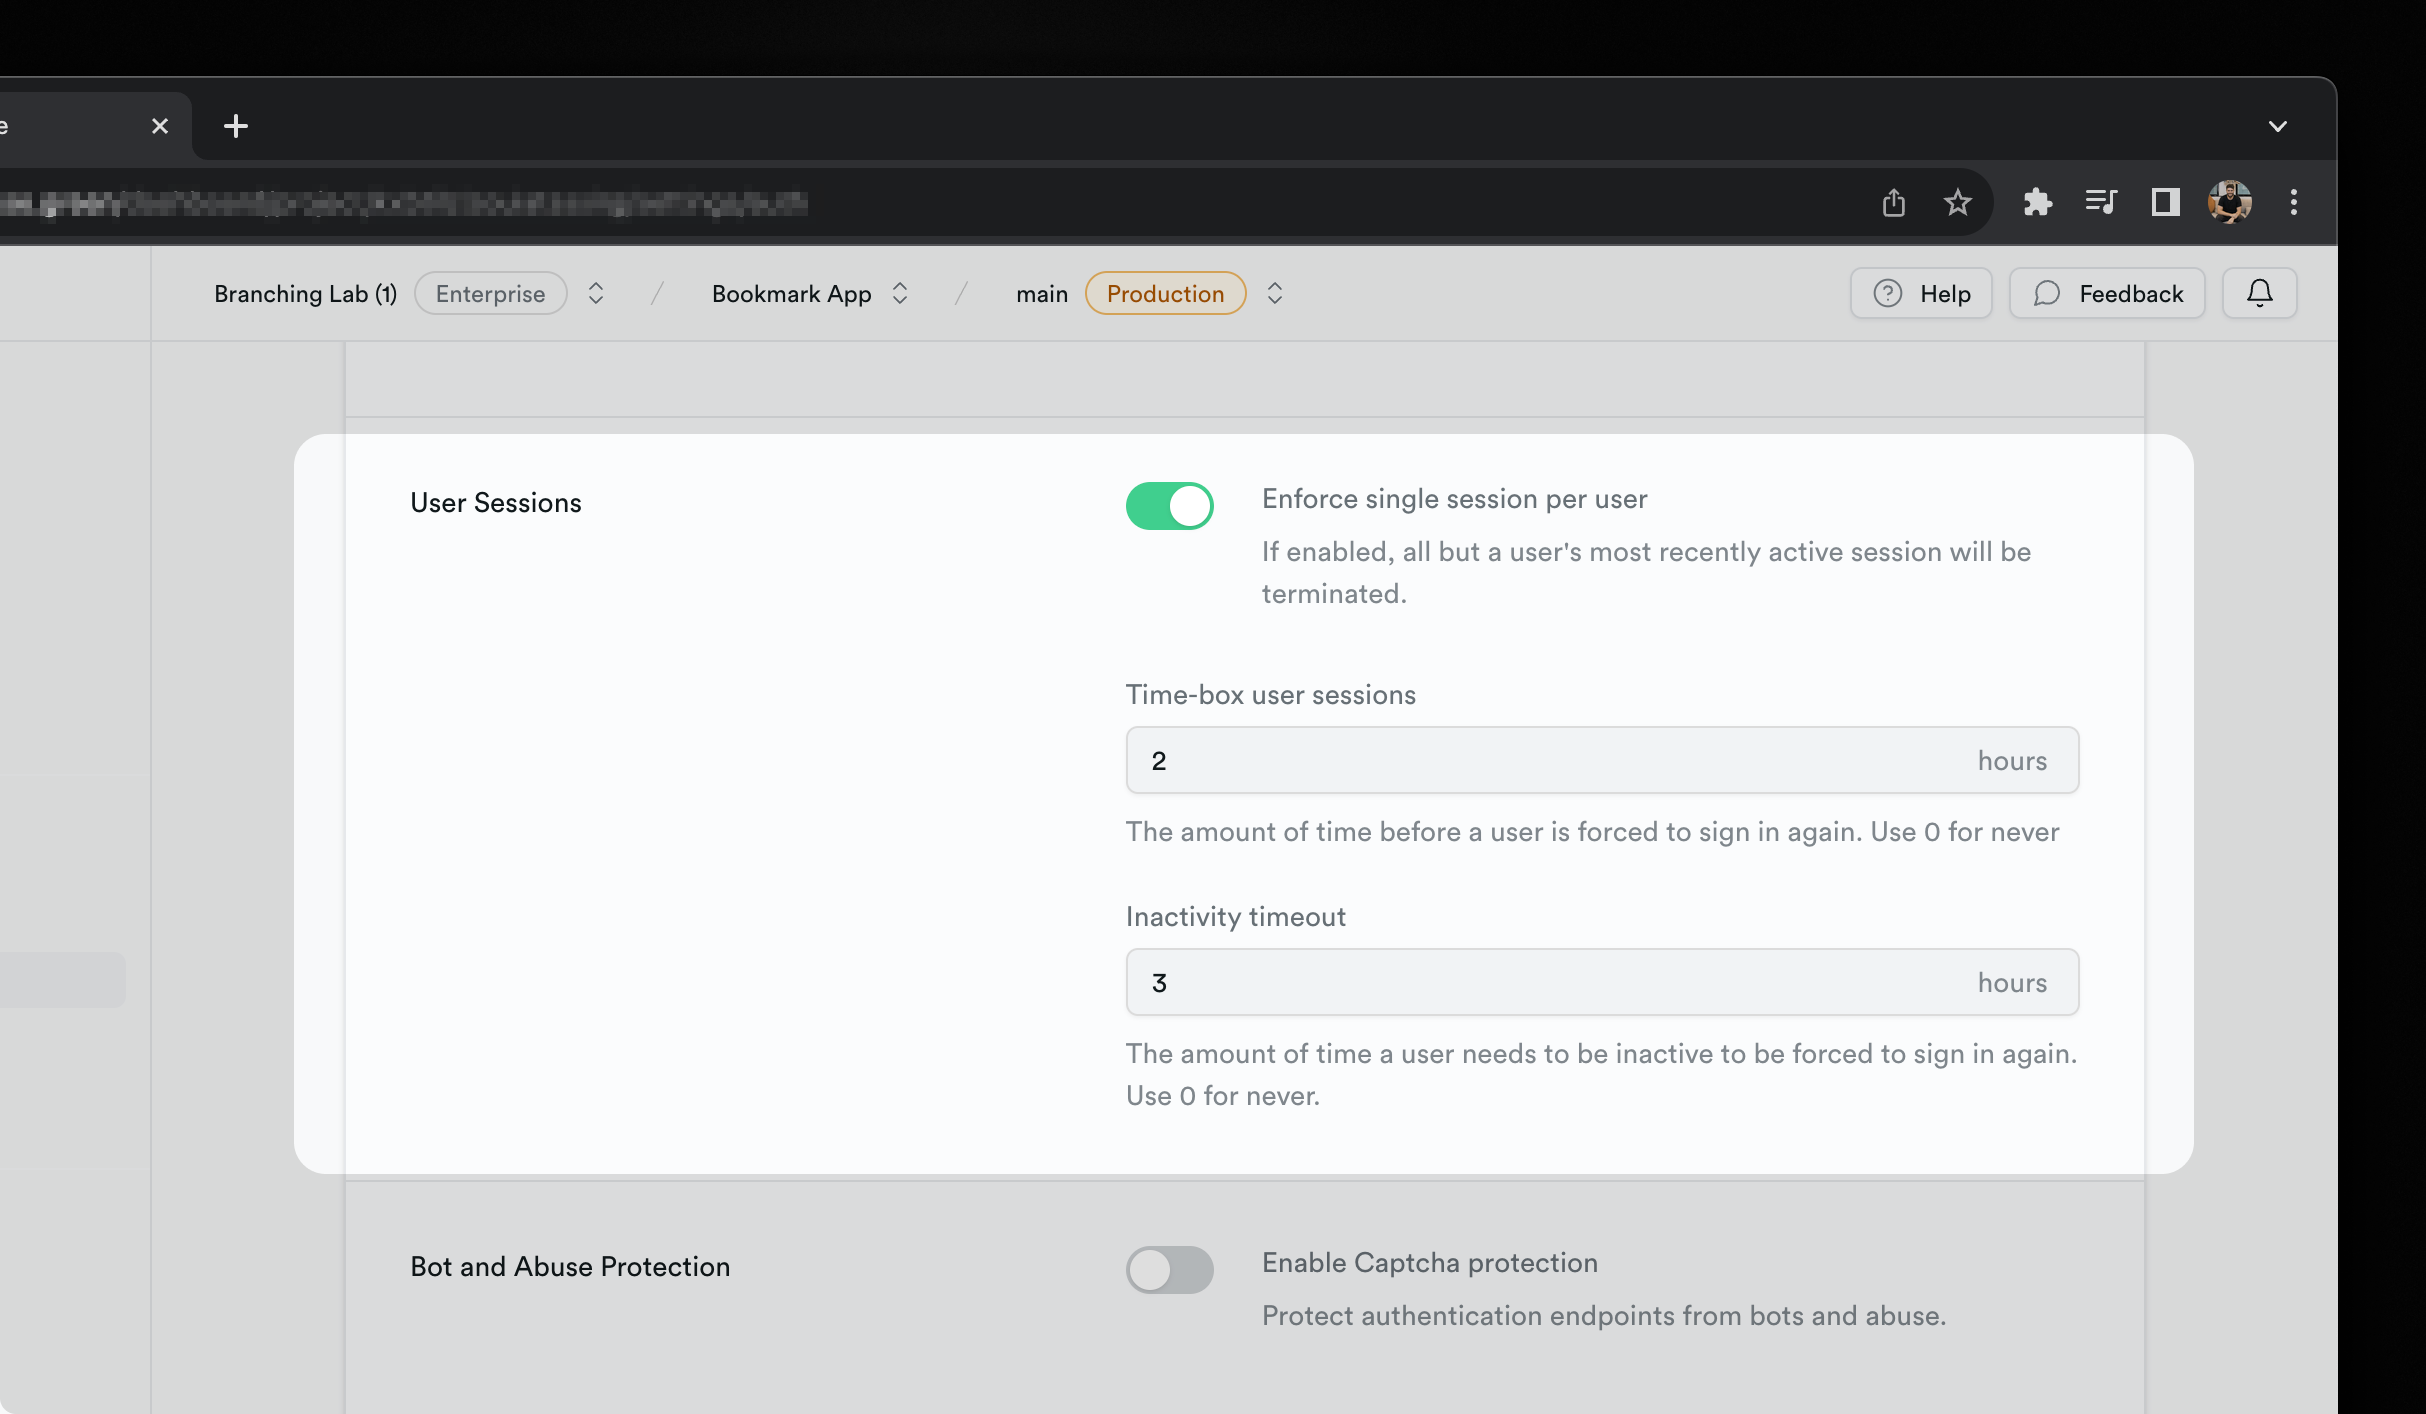 Branching Lab (1) Enterprise / Bookmark App / main Production Help Feedback
User Sessions
Enforce single session per user
If enabled, all but a user's most recently active session will be
terminated.
Time-box user sessions
2 hours
The amount of time before a user is forced to sign in again. Use 0 for never
Inactivity timeout
3 hours
The amount of time a user needs to be inactive to be forced to sign in again.
Use 0 for never.
Bot and Abuse Protection
Enable Captcha protection
Protect authentication endpoints from bots and abuse.